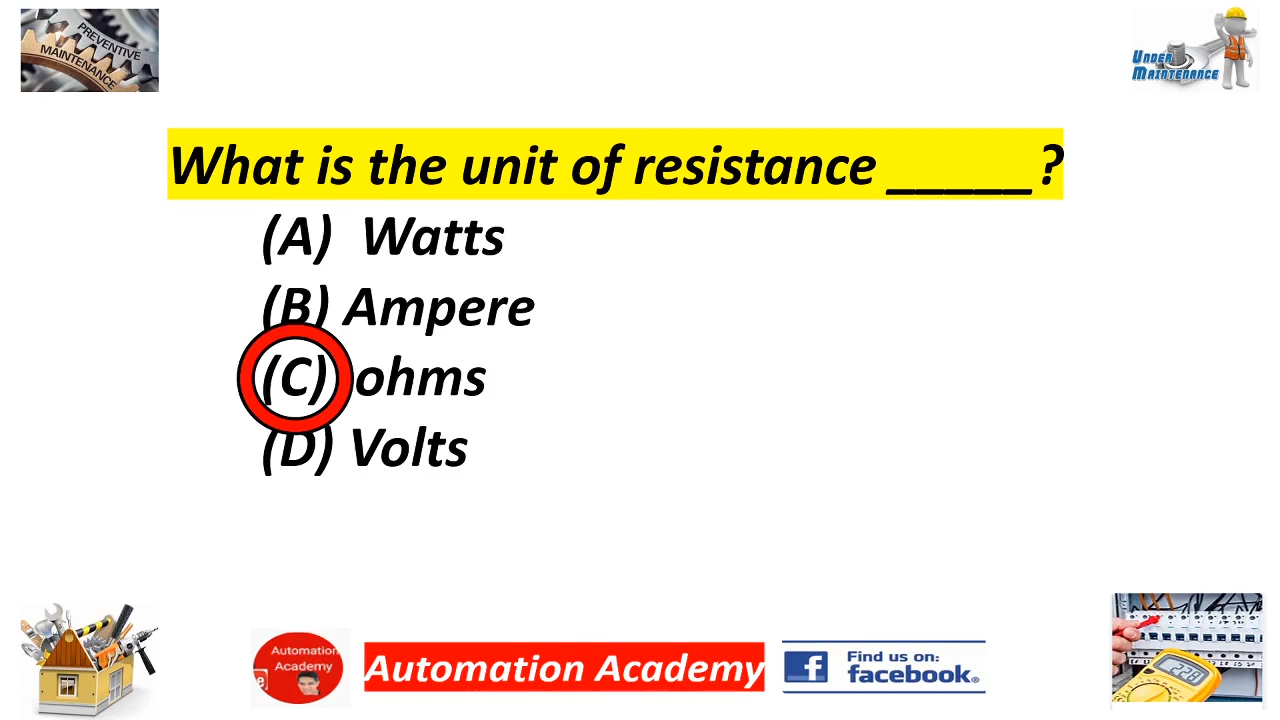 PREVENTIVE
MAINTENANCE
UNDER
MAINTENANCE
What is the unit of resistance _____?
(A) Watts
(B) Ampere
(C) ohms
(D) Volts
Automation
Academy
Automation Academy
Find us on:
facebook®
228